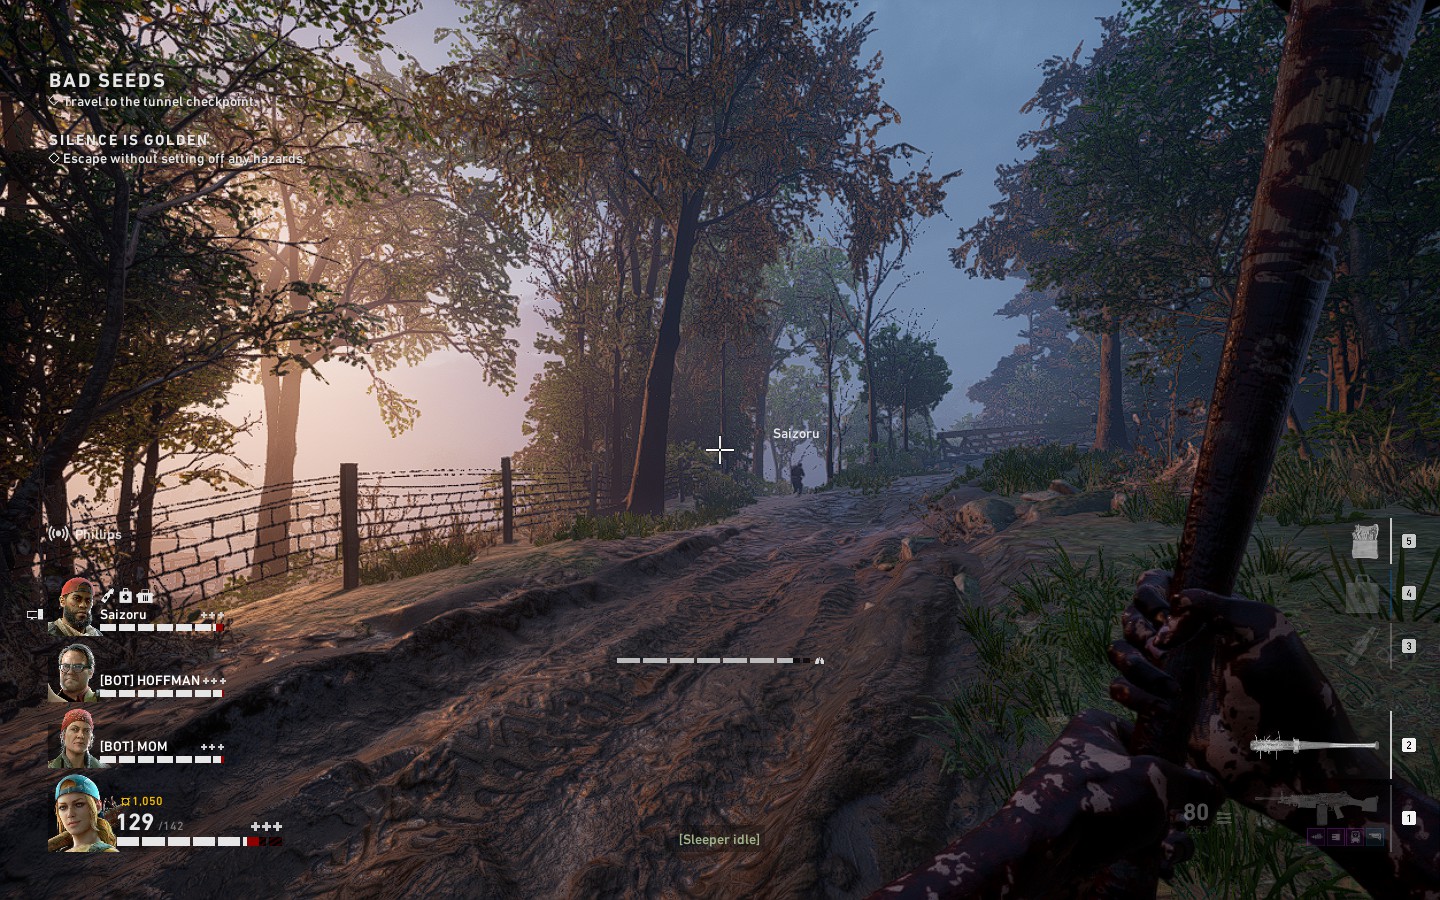 BAD SEEDS
Travel to the tunnel checkpoint.
SILENCE IS GOLDEN
Escape without setting off any hazards.
Saizoru
Phillips
Saizoru
[BOT] HOFFMAN
[BOT] MOM
1,050
129 /142
[Sleeper idle]
5
4
3
2
80
1